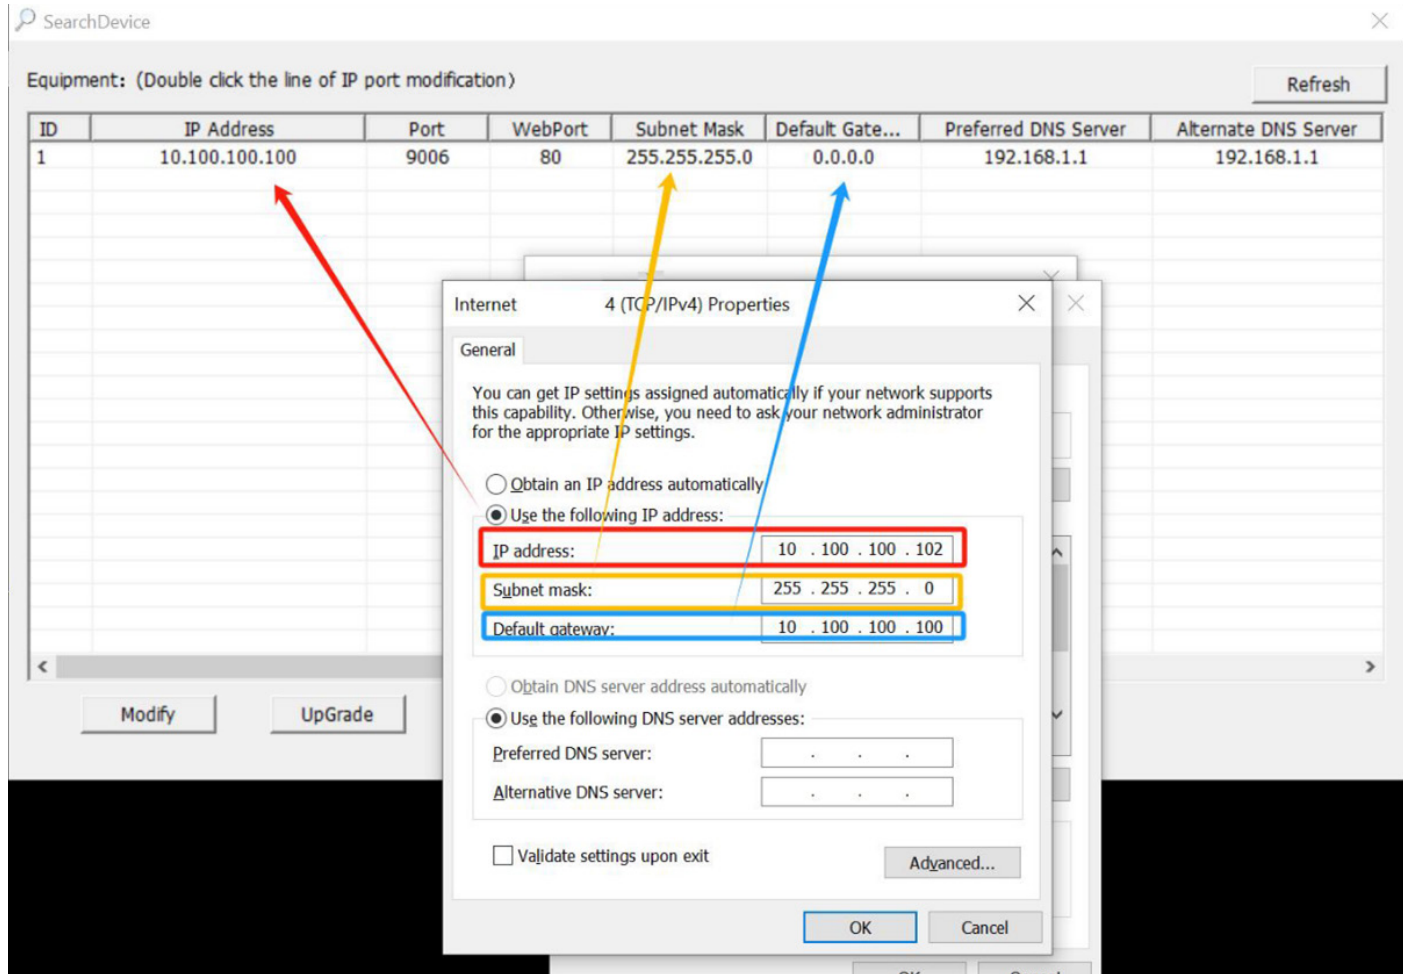 SearchDevice
Equipment: (Double click the line of IP port modification)
Refresh
ID IP Address Port WebPort Subnet Mask Default Gate... Preferred DNS Server Alternate DNS Server
1 10.100.100.100 9006 80 255.255.255.0 0.0.0.0 192.168.1.1 192.168.1.1
Internet 4 (TCP/IPv4) Properties
General
You can get IP settings assigned automatically if your network supports
this capability. Otherwise, you need to ask your network administrator
for the appropriate IP settings.
Obtain an IP address automatically
Use the following IP address:
IP address: 10 . 100 . 100 . 102
Subnet mask: 255 . 255 . 255 . 0
Default gateway: 10 . 100 . 100 . 100
Obtain DNS server address automatically
Modify UpGrade
Use the following DNS server addresses:
Preferred DNS server: . . .
Alternative DNS server: . . .
Validate settings upon exit
Advanced...
OK Cancel